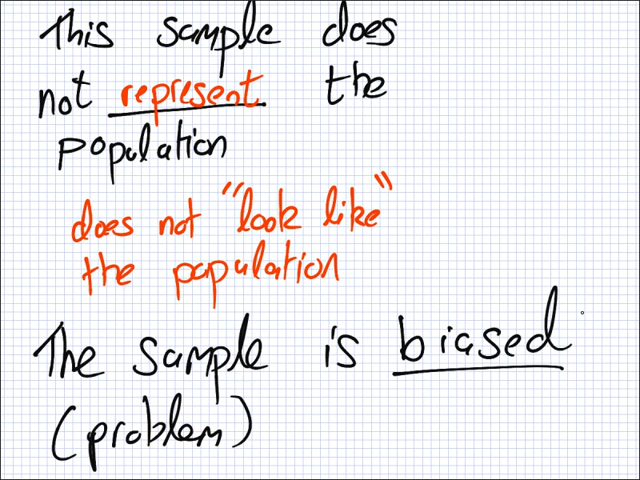 This sample does
not represent the
population
does not "look like"
the population
The sample is biased
(problem)